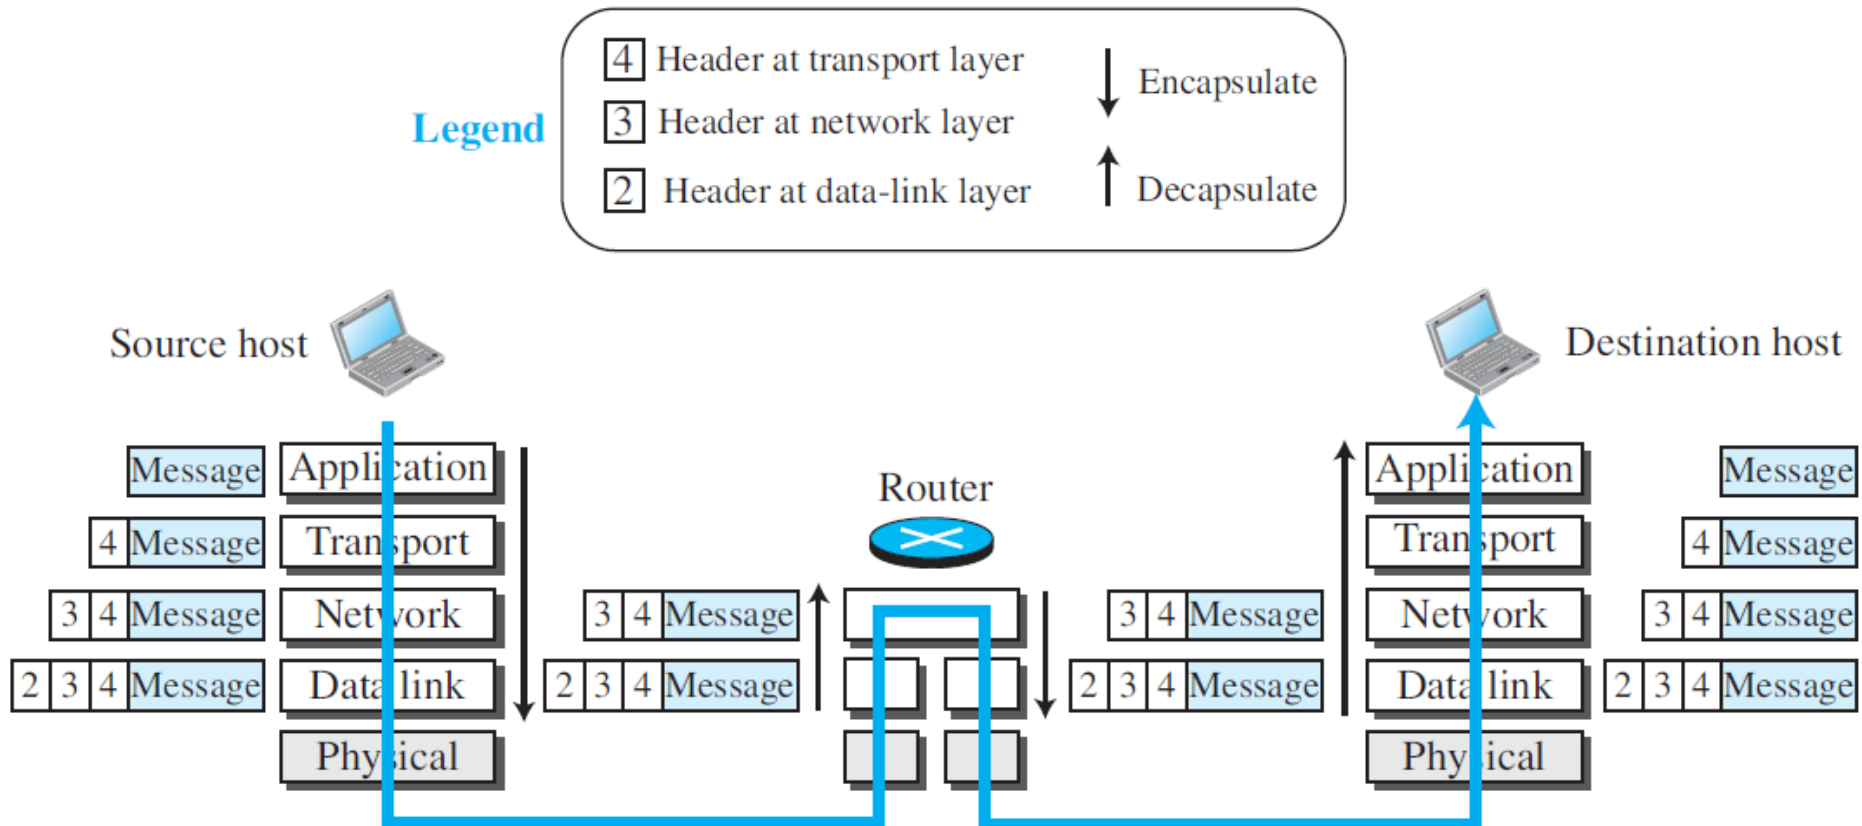 Legend
4 Header at transport layer
3 Header at network layer
2 Header at data-link layer
Encapsulate
Decapsulate
Source host
Destination host
Router
Message Application
4 Message Transport
3 4 Message Network
2 3 4 Message Data link
Physical
3 4 Message
2 3 4 Message
3 4 Message
2 3 4 Message
Application Message
Transport 4 Message
Network 3 4 Message
Data link 2 3 4 Message
Physical